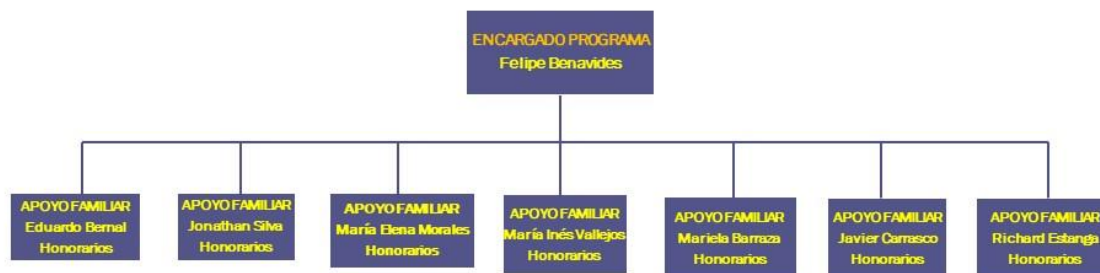 ENCARGADO PROGRAMA
Felipe Benavides
APOYO FAMILIAR
Eduardo Bernal
Honorarios
APOYO FAMILIAR
Jonathan Silva
Honorarios
APOYO FAMILIAR
María Elena Morales
Honorarios
APOYO FAMILIAR
María Inés Vallejos
Honorarios
APOYO FAMILIAR
Mariela Barraza
Honorarios
APOYO FAMILIAR
Javier Carrasco
Honorarios
APOYO FAMILIAR
Richard Estanga
Honorarios